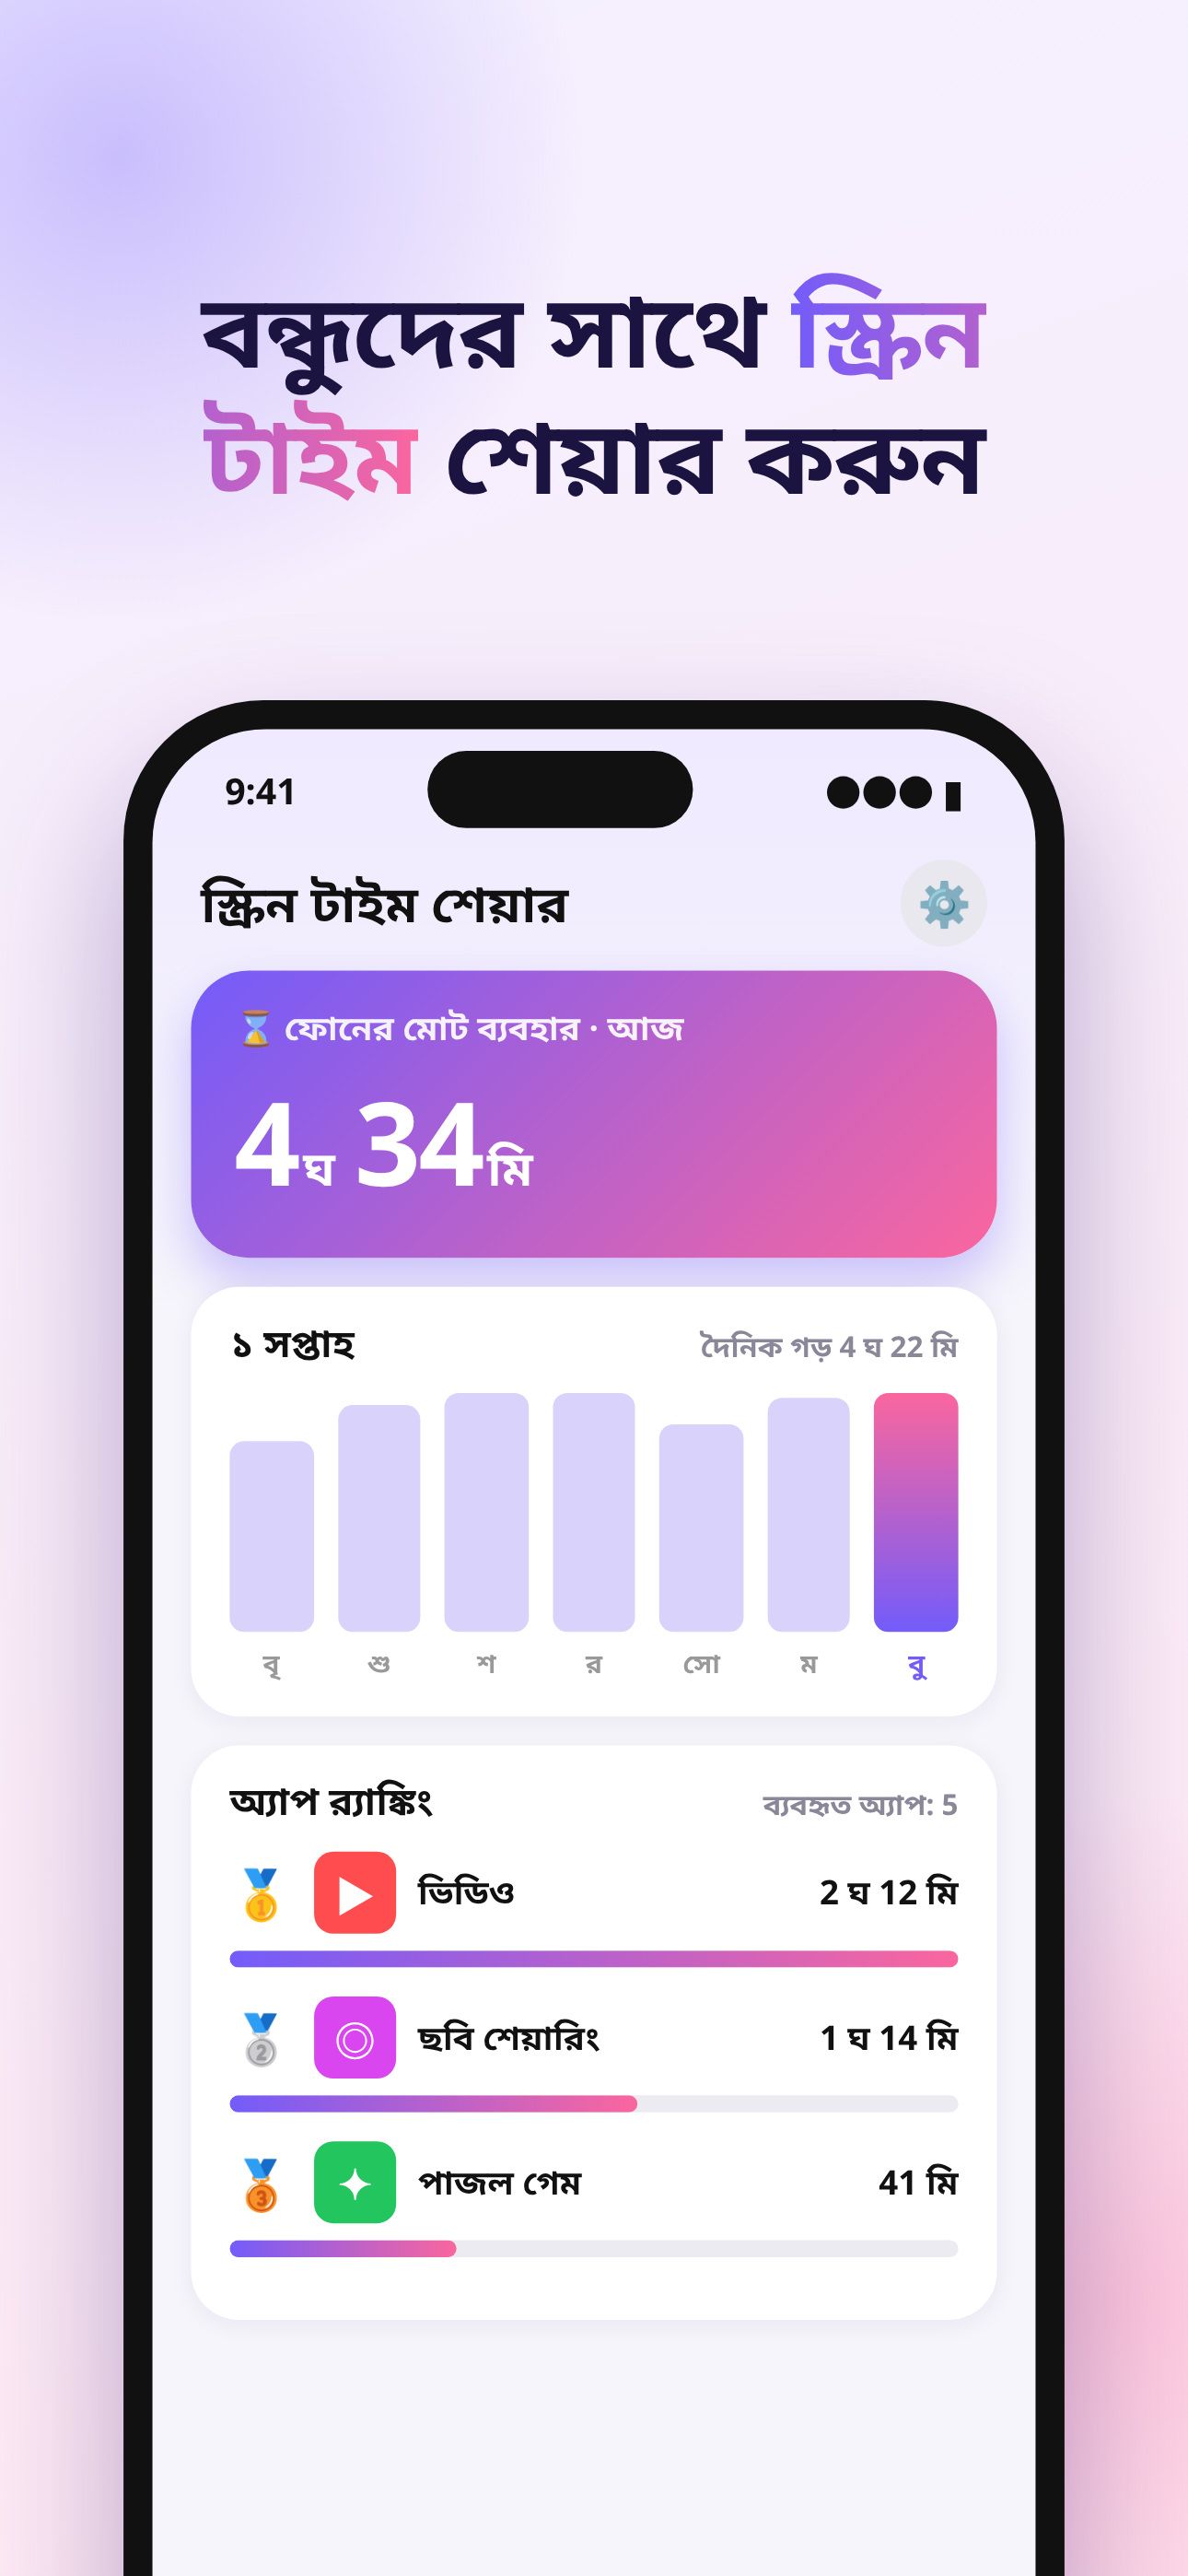 বন্ধুদের সাথে স্ক্রিন
টাইম শেয়ার করুন
9:41
স্ক্রিন টাইম শেয়ার
⌛ ফোনের মোট ব্যবহার · আজ
4ঘ 34মি
১ সপ্তাহ
দৈনিক গড় 4 ঘ 22 মি
বৃ শু শ র সো ম বু
অ্যাপ র‍্যাঙ্কিং
ব্যবহৃত অ্যাপ: 5
🥇 ভিডিও 2 ঘ 12 মি
🥈 ছবি শেয়ারিং 1 ঘ 14 মি
🥉 পাজল গেম 41 মি